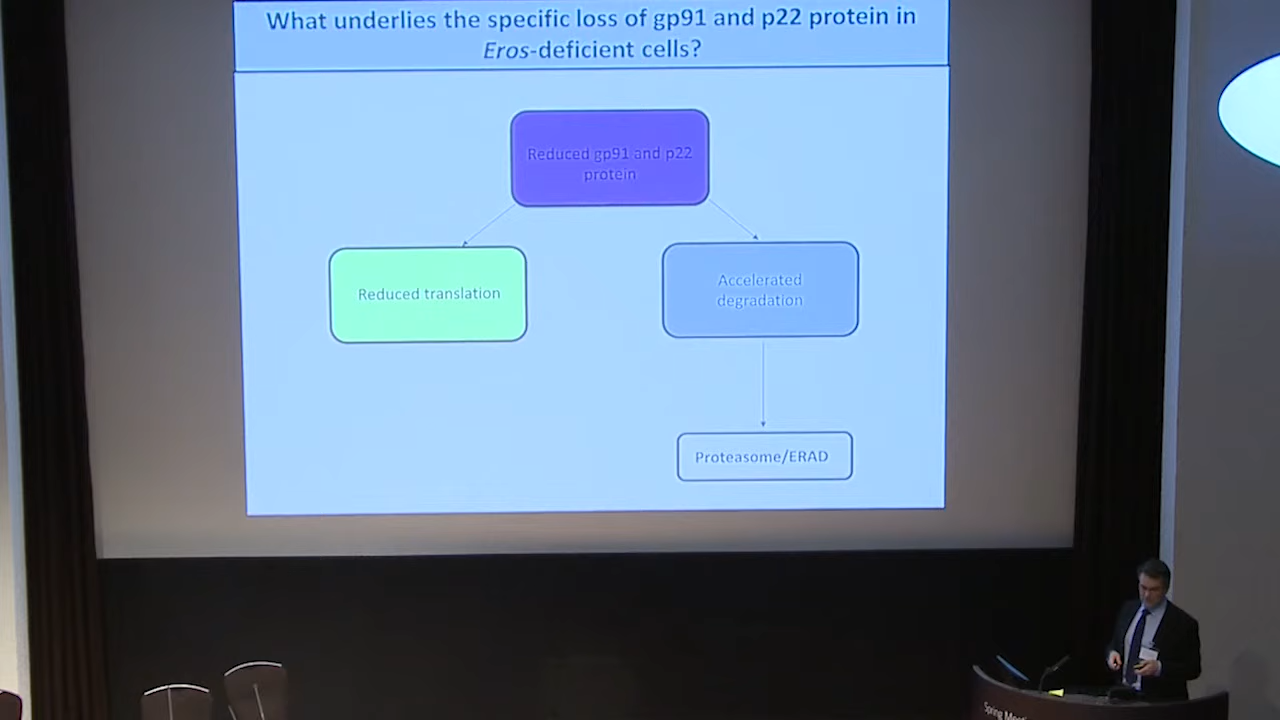 What underlies the specific loss of gp91 and p22 protein in
Eros-deficient cells?
Reduced gp91 and p22
protein
Reduced translation
Accelerated
degradation
Proteasome/ERAD
Spring